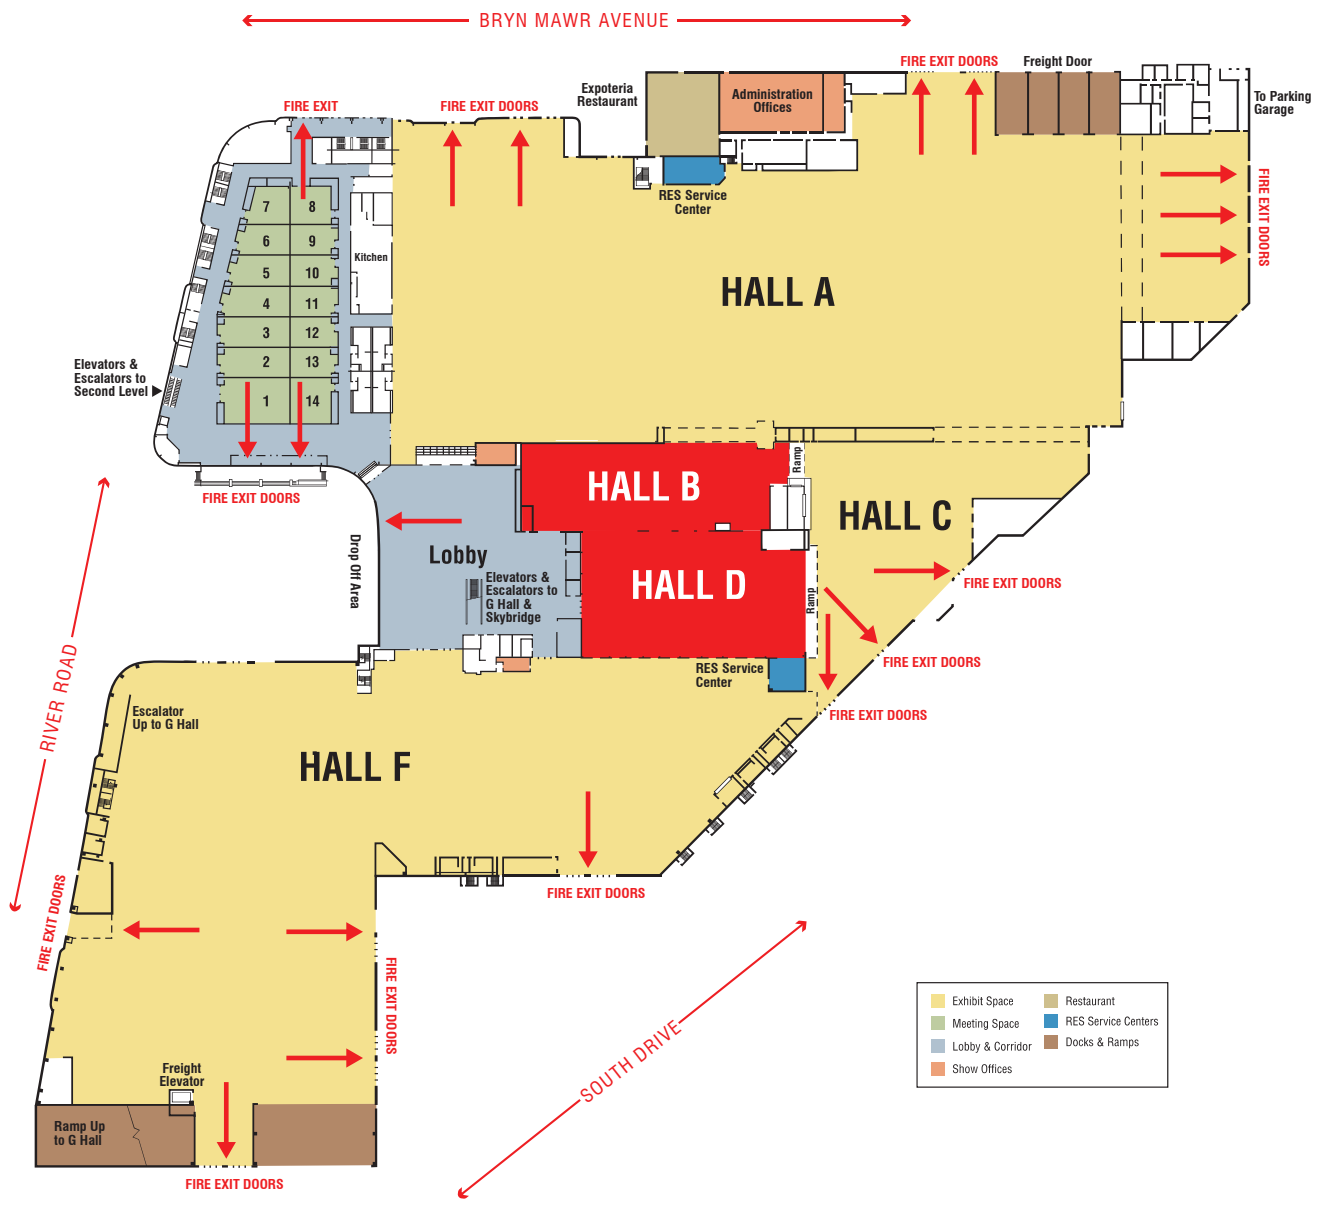 BRYN MAWR AVENUE
FIRE EXIT DOORS
Freight Door
Expoteria
Restaurant
Administration
Offices
To Parking
Garage
FIRE EXIT
FIRE EXIT DOORS
RES Service
Center
FIRE EXIT DOORS
7
8
6
9
5
10
4
11
3
12
2
13
1
14
Kitchen
HALL A
Elevators &
Escalators to
Second Level
FIRE EXIT DOORS
HALL B
Ramp
HALL C
Drop Off Area
Lobby
Elevators &
Escalators to
G Hall &
Skybridge
HALL D
Ramp
FIRE EXIT DOORS
RES Service
Center
FIRE EXIT DOORS
FIRE EXIT DOORS
RIVER ROAD
Escalator
Up to G Hall
HALL F
FIRE EXIT DOORS
FIRE EXIT DOORS
FIRE EXIT DOORS
Freight
Elevator
Ramp Up
to G Hall
FIRE EXIT DOORS
SOUTH DRIVE
Exhibit Space
Meeting Space
Lobby & Corridor
Show Offices
Restaurant
RES Service Centers
Docks & Ramps